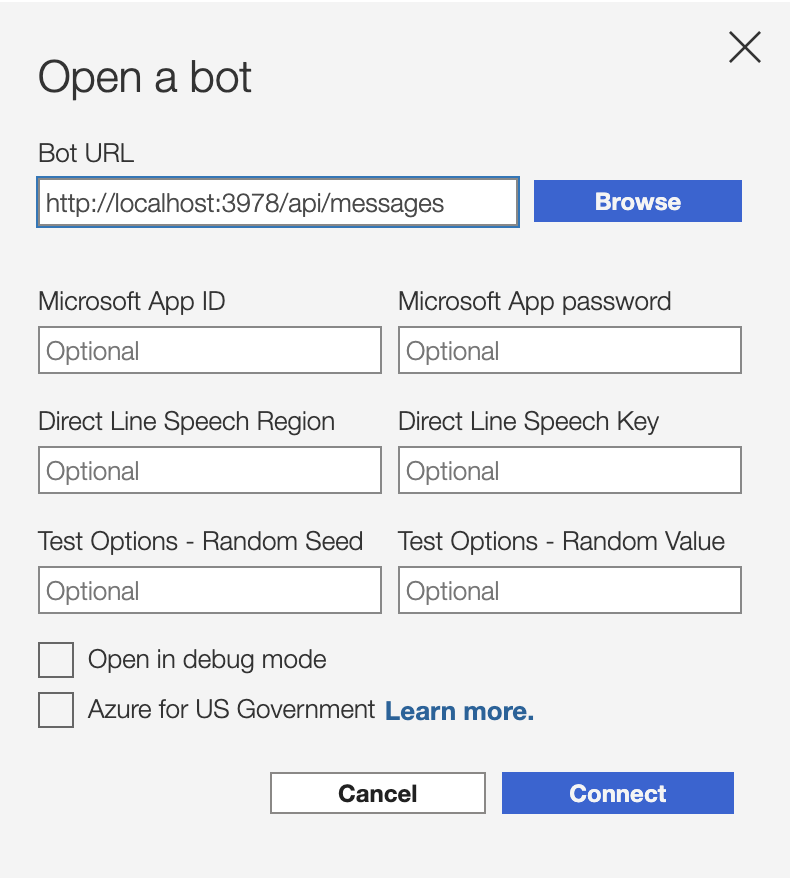 Open a bot
Bot URL
http://localhost:3978/api/messages
Browse
Microsoft App ID
Microsoft App password
Optional
Optional
Direct Line Speech Region
Direct Line Speech Key
Optional
Optional
Test Options - Random Seed
Test Options - Random Value
Optional
Optional
Open in debug mode
Azure for US Government Learn more.
Cancel
Connect